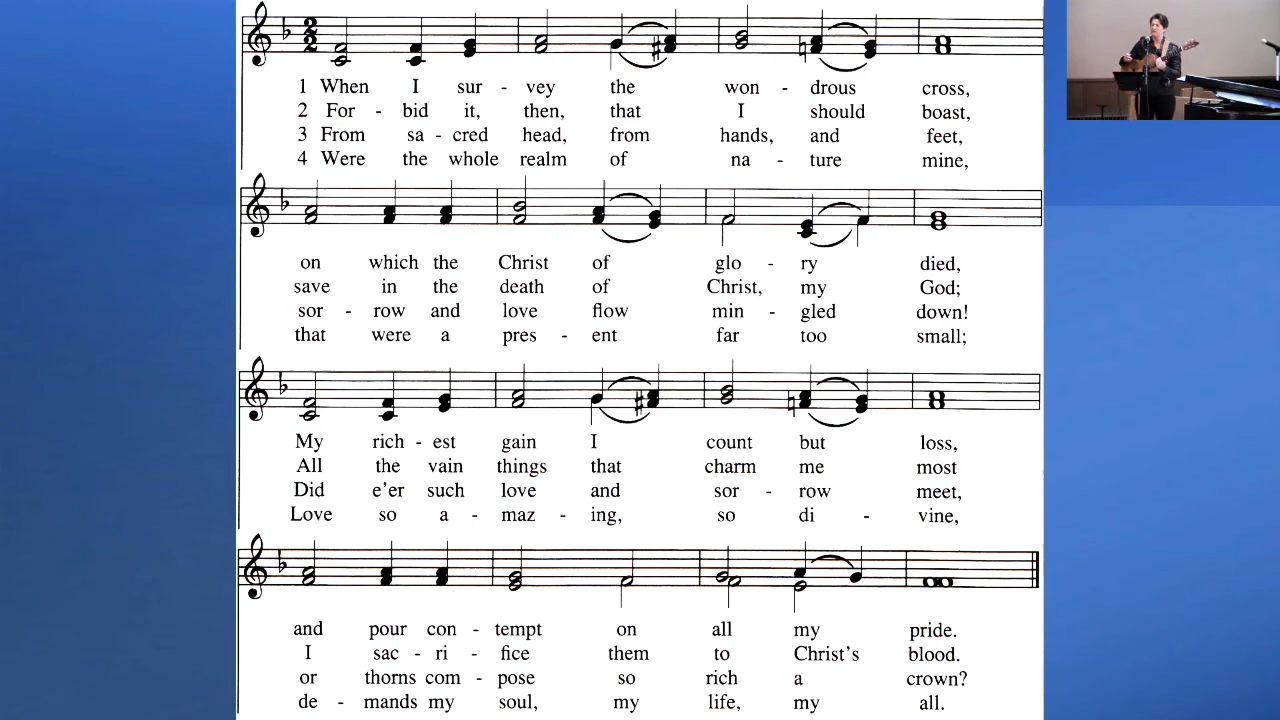 1 When I sur - vey the won - drous cross,
2 For - bid it, then, that I should boast,
3 From sa - cred head, from hands, and feet,
4 Were the whole realm of na - ture mine,
on which the Christ of glo - ry died,
save in the death of Christ, my God;
sor - row and love flow min - gled down!
that were a pres - ent far too small;
My rich - est gain I count but loss,
All the vain things that charm me most
Did e'er such love and sor - row meet,
Love so a - maz - ing, so di - vine,
and pour con - tempt on all my pride.
I sac - ri - fice them to Christ's blood.
or thorns com - pose so rich a crown?
de - mands my soul, my life, my all.